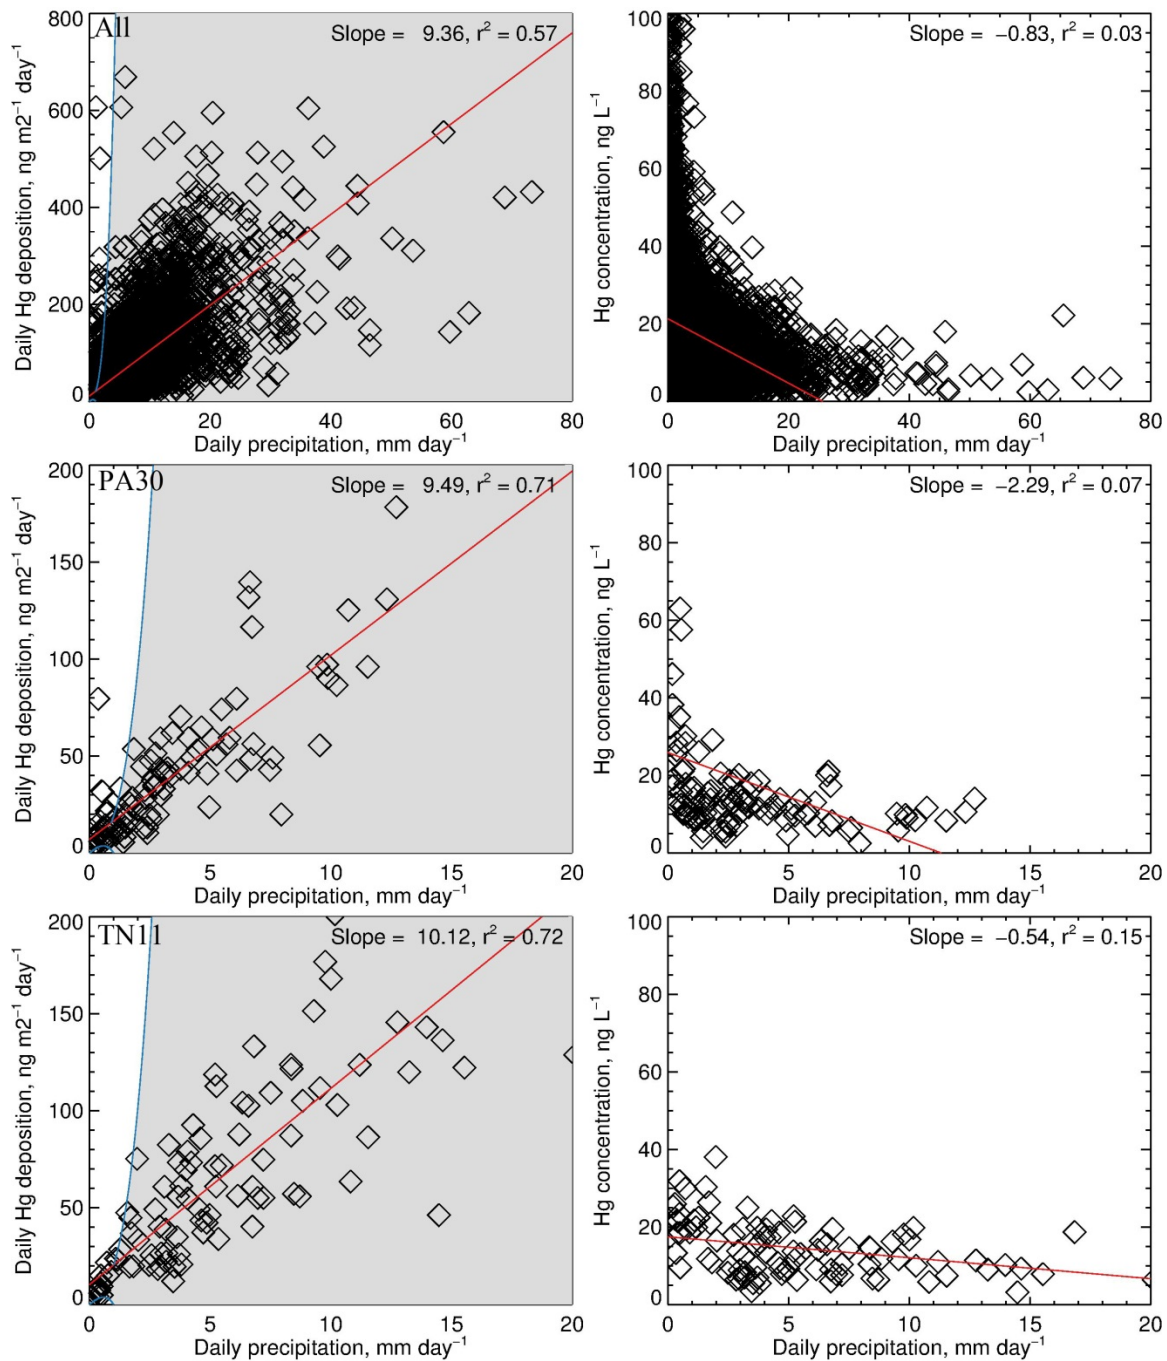 All
Slope = 9.36, r² = 0.57
800
600
400
200
0
Daily Hg deposition, ng m2⁻¹ day⁻¹
0 20 40 60 80
Daily precipitation, mm day⁻¹
Slope = −0.83, r² = 0.03
100
80
60
40
20
0
Hg concentration, ng L⁻¹
0 20 40 60 80
Daily precipitation, mm day⁻¹
PA30
Slope = 9.49, r² = 0.71
200
150
100
50
0
Daily Hg deposition, ng m2⁻¹ day⁻¹
0 5 10 15 20
Daily precipitation, mm day⁻¹
Slope = −2.29, r² = 0.07
100
80
60
40
20
0
Hg concentration, ng L⁻¹
0 5 10 15 20
Daily precipitation, mm day⁻¹
TN11
Slope = 10.12, r² = 0.72
200
150
100
50
0
Daily Hg deposition, ng m2⁻¹ day⁻¹
0 5 10 15 20
Daily precipitation, mm day⁻¹
Slope = −0.54, r² = 0.15
100
80
60
40
20
0
Hg concentration, ng L⁻¹
0 5 10 15 20
Daily precipitation, mm day⁻¹